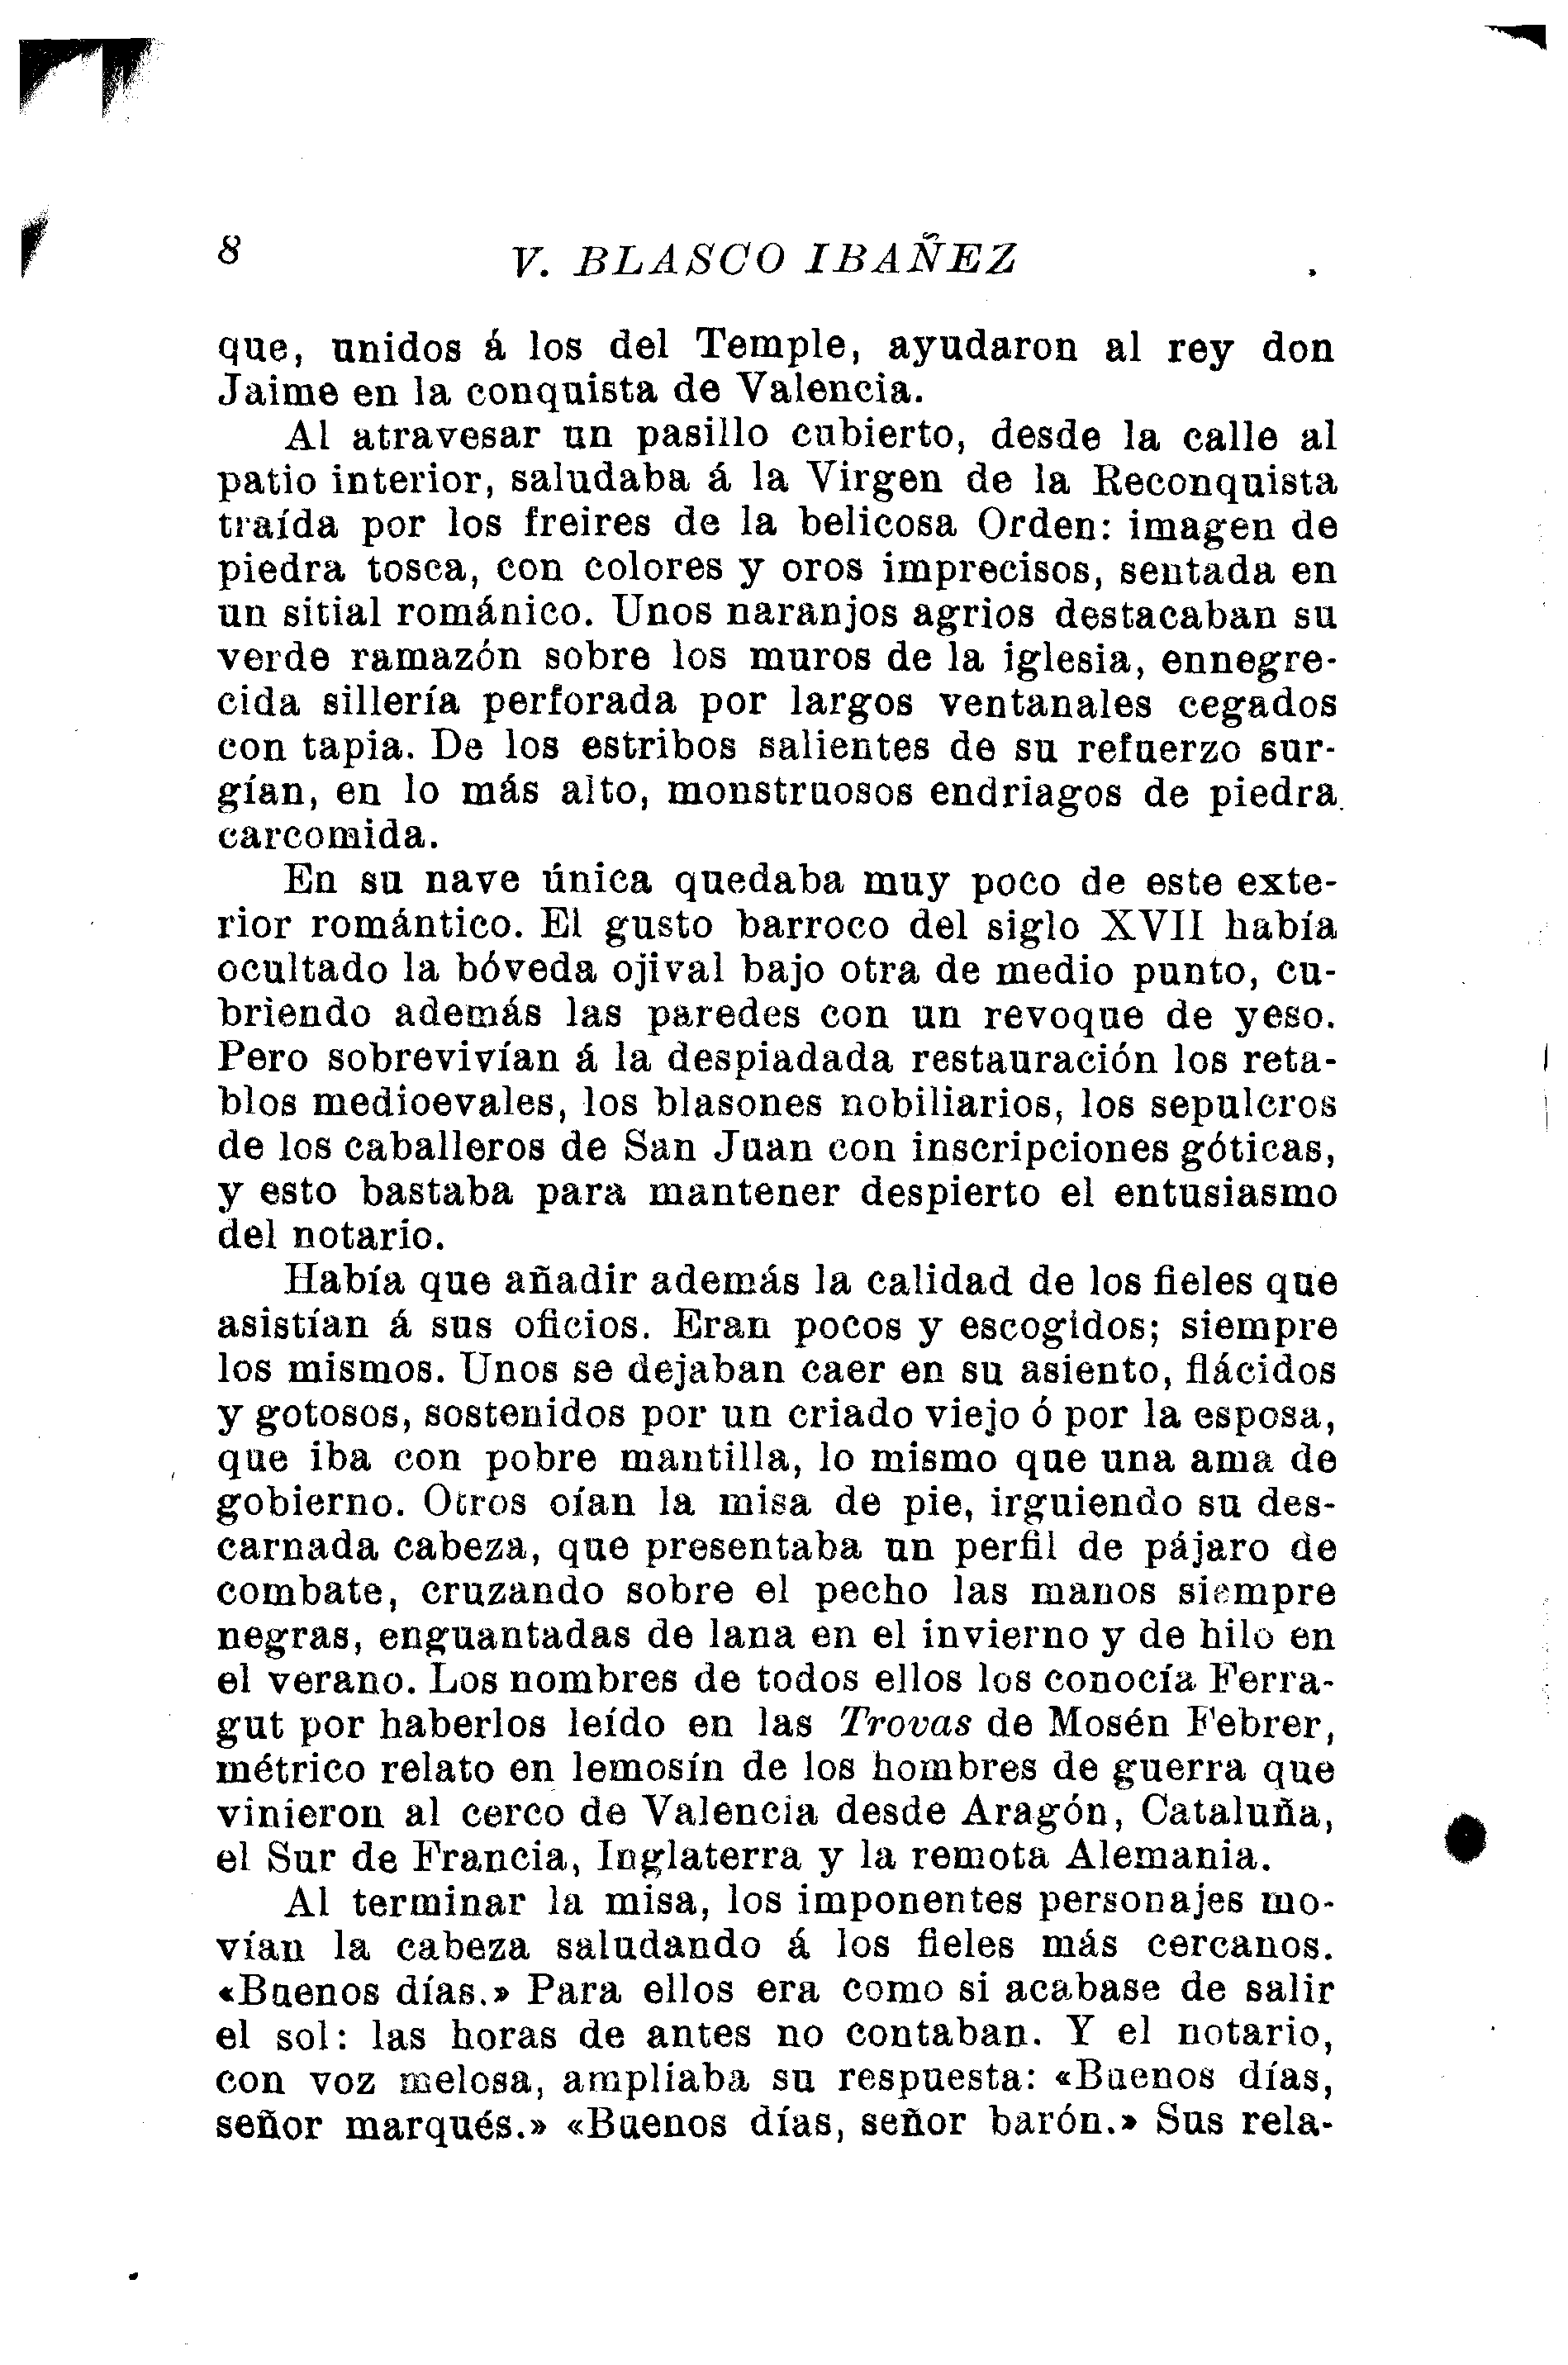 8 V. BLASCO IBAÑEZ
que, unidos á los del Temple, ayudaron al rey don
Jaime en la conquista de Valencia.
Al atravesar un pasillo cubierto, desde la calle al
patio interior, saludaba á la Virgen de la Reconquista
traída por los freires de la belicosa Orden: imagen de
piedra tosca, con colores y oros imprecisos, sentada en
un sitial románico. Unos naranjos agrios destacaban su
verde ramazón sobre los muros de la iglesia, ennegre-
cida sillería perforada por largos ventanales cegados
con tapia. De los estribos salientes de su refuerzo sur-
gían, en lo más alto, monstruosos endriagos de piedra
carcomida.
En su nave única quedaba muy poco de este exte-
rior romántico. El gusto barroco del siglo XVII había
ocultado la bóveda ojival bajo otra de medio punto, cu-
briendo además las paredes con un revoque de yeso.
Pero sobrevivían á la despiadada restauración los reta-
blos medioevales, los blasones nobiliarios, los sepulcros
de los caballeros de San Juan con inscripciones góticas,
y esto bastaba para mantener despierto el entusiasmo
del notario.
Había que añadir además la calidad de los fieles que
asistían á sus oficios. Eran pocos y escogidos; siempre
los mismos. Unos se dejaban caer en su asiento, flácidos
y gotosos, sostenidos por un criado viejo ó por la esposa,
que iba con pobre mantilla, lo mismo que una ama de
gobierno. Otros oían la misa de pie, irguiendo su des-
carnada cabeza, que presentaba un perfil de pájaro de
combate, cruzando sobre el pecho las manos siempre
negras, enguantadas de lana en el invierno y de hilo en
el verano. Los nombres de todos ellos los conocía Ferra-
gut por haberlos leído en las Trovas de Mosén Febrer,
métrico relato en lemosín de los hombres de guerra que
vinieron al cerco de Valencia desde Aragón, Cataluña,
el Sur de Francia, Inglaterra y la remota Alemania.
Al terminar la misa, los imponentes personajes mo-
vían la cabeza saludando á los fieles más cercanos.
«Buenos días.» Para ellos era como si acabase de salir
el sol: las horas de antes no contaban. Y el notario,
con voz melosa, ampliaba su respuesta: «Buenos días,
señor marqués.» «Buenos días, señor barón.» Sus rela-